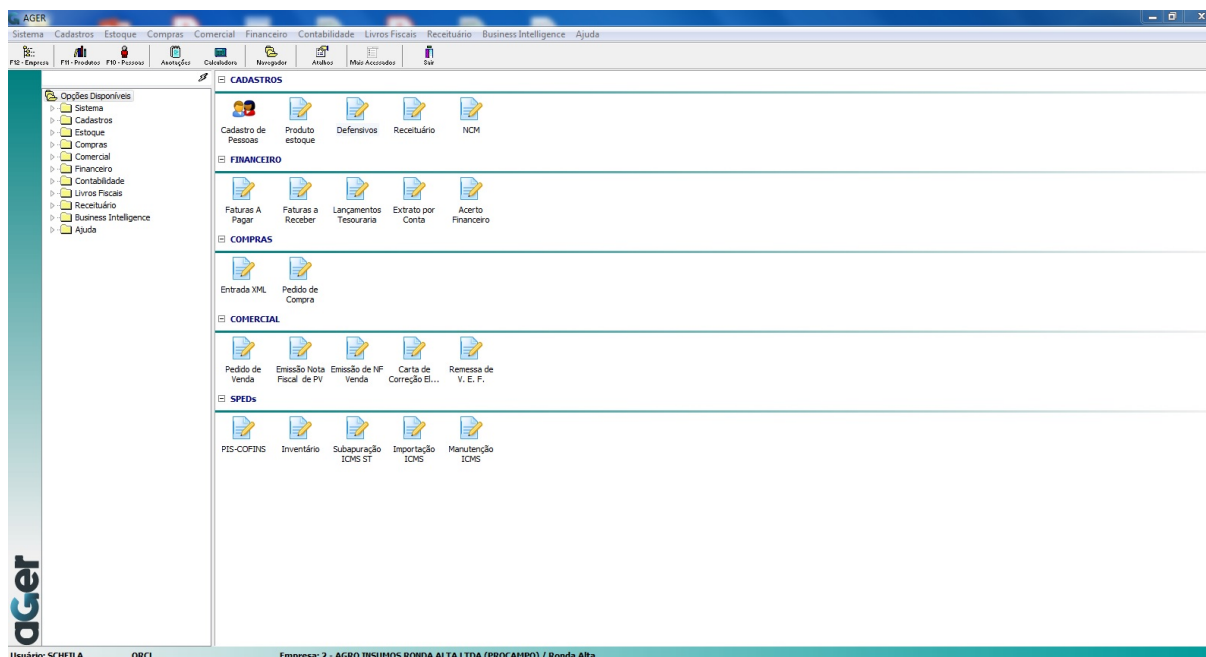 AGER
Sistema Cadastros Estoque Compras Comercial Financeiro Contabilidade Livros Fiscais Receituário Business Intelligence Ajuda
F12 - Empresa F11 - Produtos F10 - Pessoas Anotações Calculadora Navegador Atalhos Mais Acessados Sair
Opções Disponíveis
Sistema
Cadastros
Estoque
Compras
Comercial
Financeiro
Contabilidade
Livros Fiscais
Receituário
Business Intelligence
Ajuda
CADASTROS
Cadastro de Produto Defensivos Receituário NCM
Pessoas estoque
FINANCEIRO
Faturas A Faturas a Lançamentos Extrato por Acerto
Pagar Receber Tesouraria Conta Financeiro
COMPRAS
Entrada XML Pedido de
Compra
COMERCIAL
Pedido de Emissão Nota Emissão de NF Carta de Remessa de
Venda Fiscal de PV Venda Correção El... V. E. F.
SPEDs
PIS-COFINS Inventário Subapuração Importação Manutenção
ICMS ST ICMS ICMS
aGer
Usuário: SCHEILA ORCL Empresa: 2 - AGRO INSUMOS RONDA ALTA LTDA (PROCAMPO) / Ronda Alta